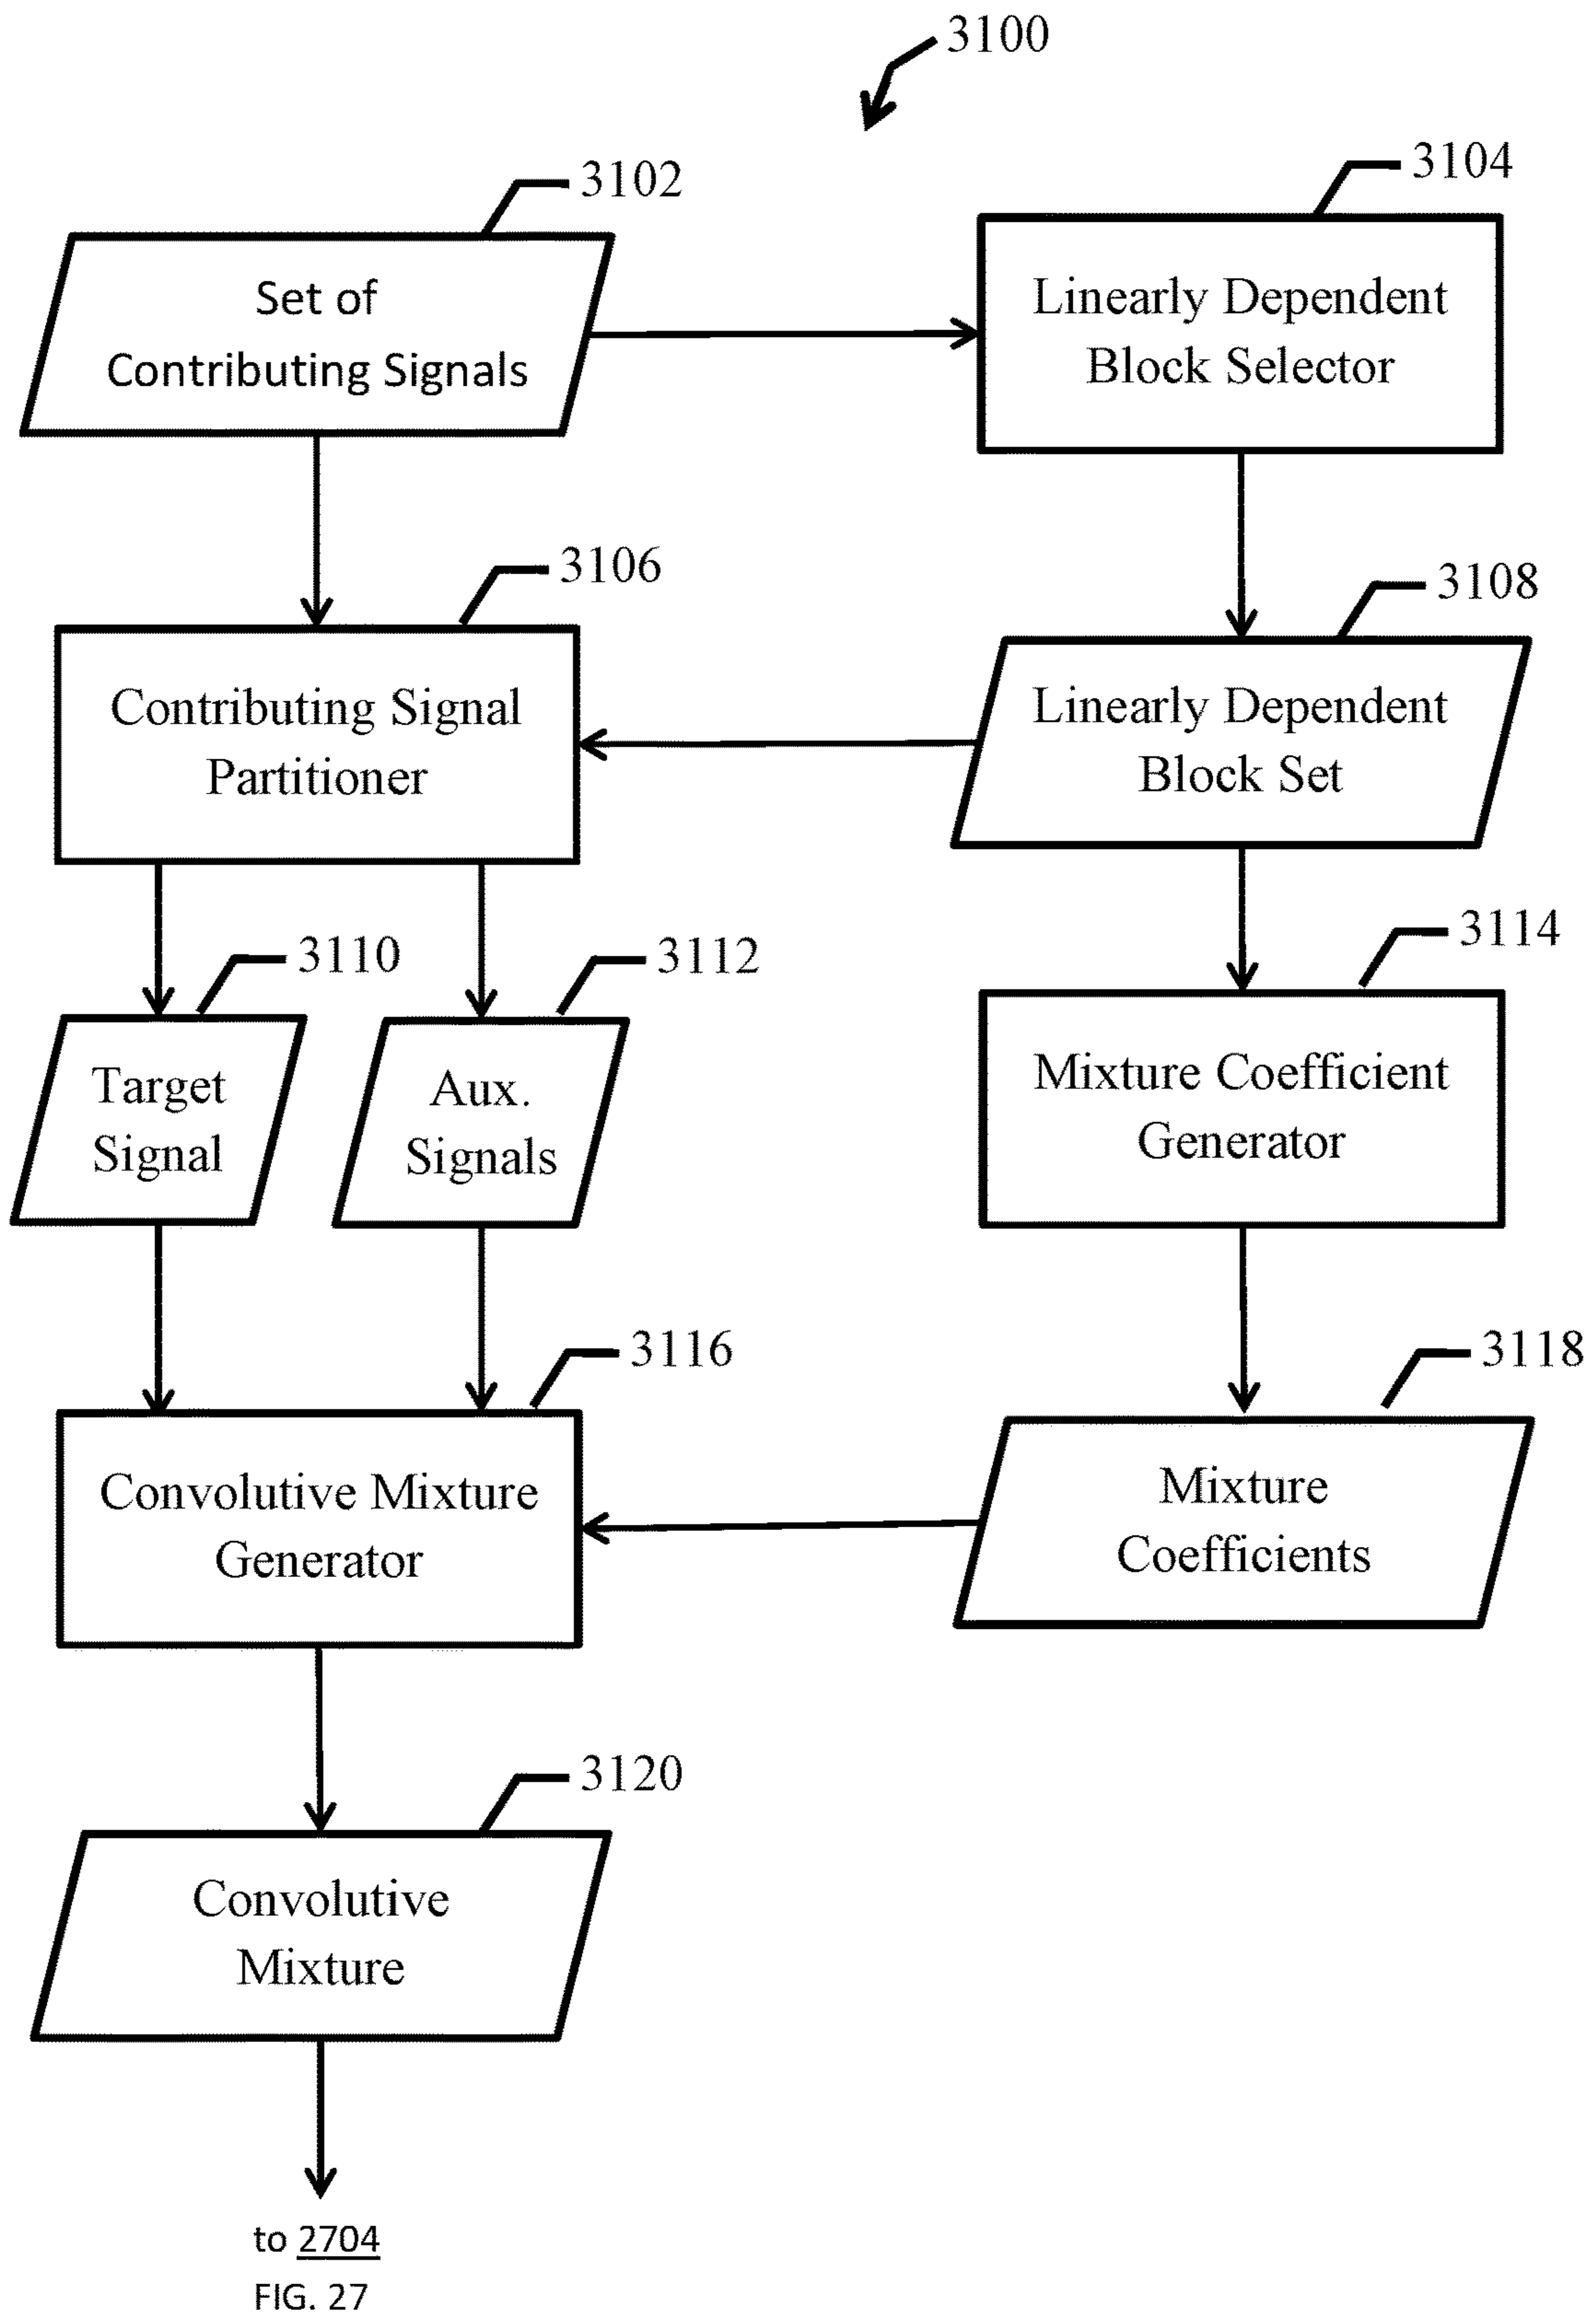 3100
3102
3104
Set of
Contributing Signals
Linearly Dependent
Block Selector
3106
3108
Contributing Signal
Partitioner
Linearly Dependent
Block Set
3110
3112
3114
Target
Signal
Aux.
Signals
Mixture Coefficient
Generator
3116
3118
Convolutive Mixture
Generator
Mixture
Coefficients
3120
Convolutive
Mixture
to 2704
FIG. 27